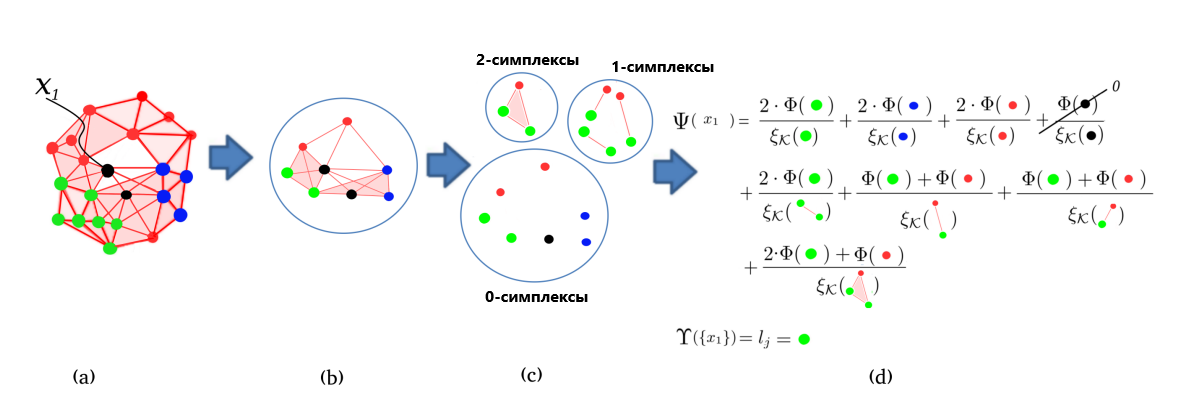 x₁
2-симплексы
1-симплексы
0-симплексы
Ψ( x₁ ) = 2 · Φ( ) / ξ𝒦( ) + 2 · Φ( ) / ξ𝒦( ) + 2 · Φ( ) / ξ𝒦( ) + Φ( ) / ξ𝒦( ) 0
+ 2 · Φ( ) / ξ𝒦( ) + Φ( ) + Φ( ) / ξ𝒦( ) + Φ( ) + Φ( ) / ξ𝒦( )
+ 2·Φ( ) + Φ( ) / ξ𝒦( )
ϒ({x₁}) = lⱼ =
(a) (b) (c) (d)